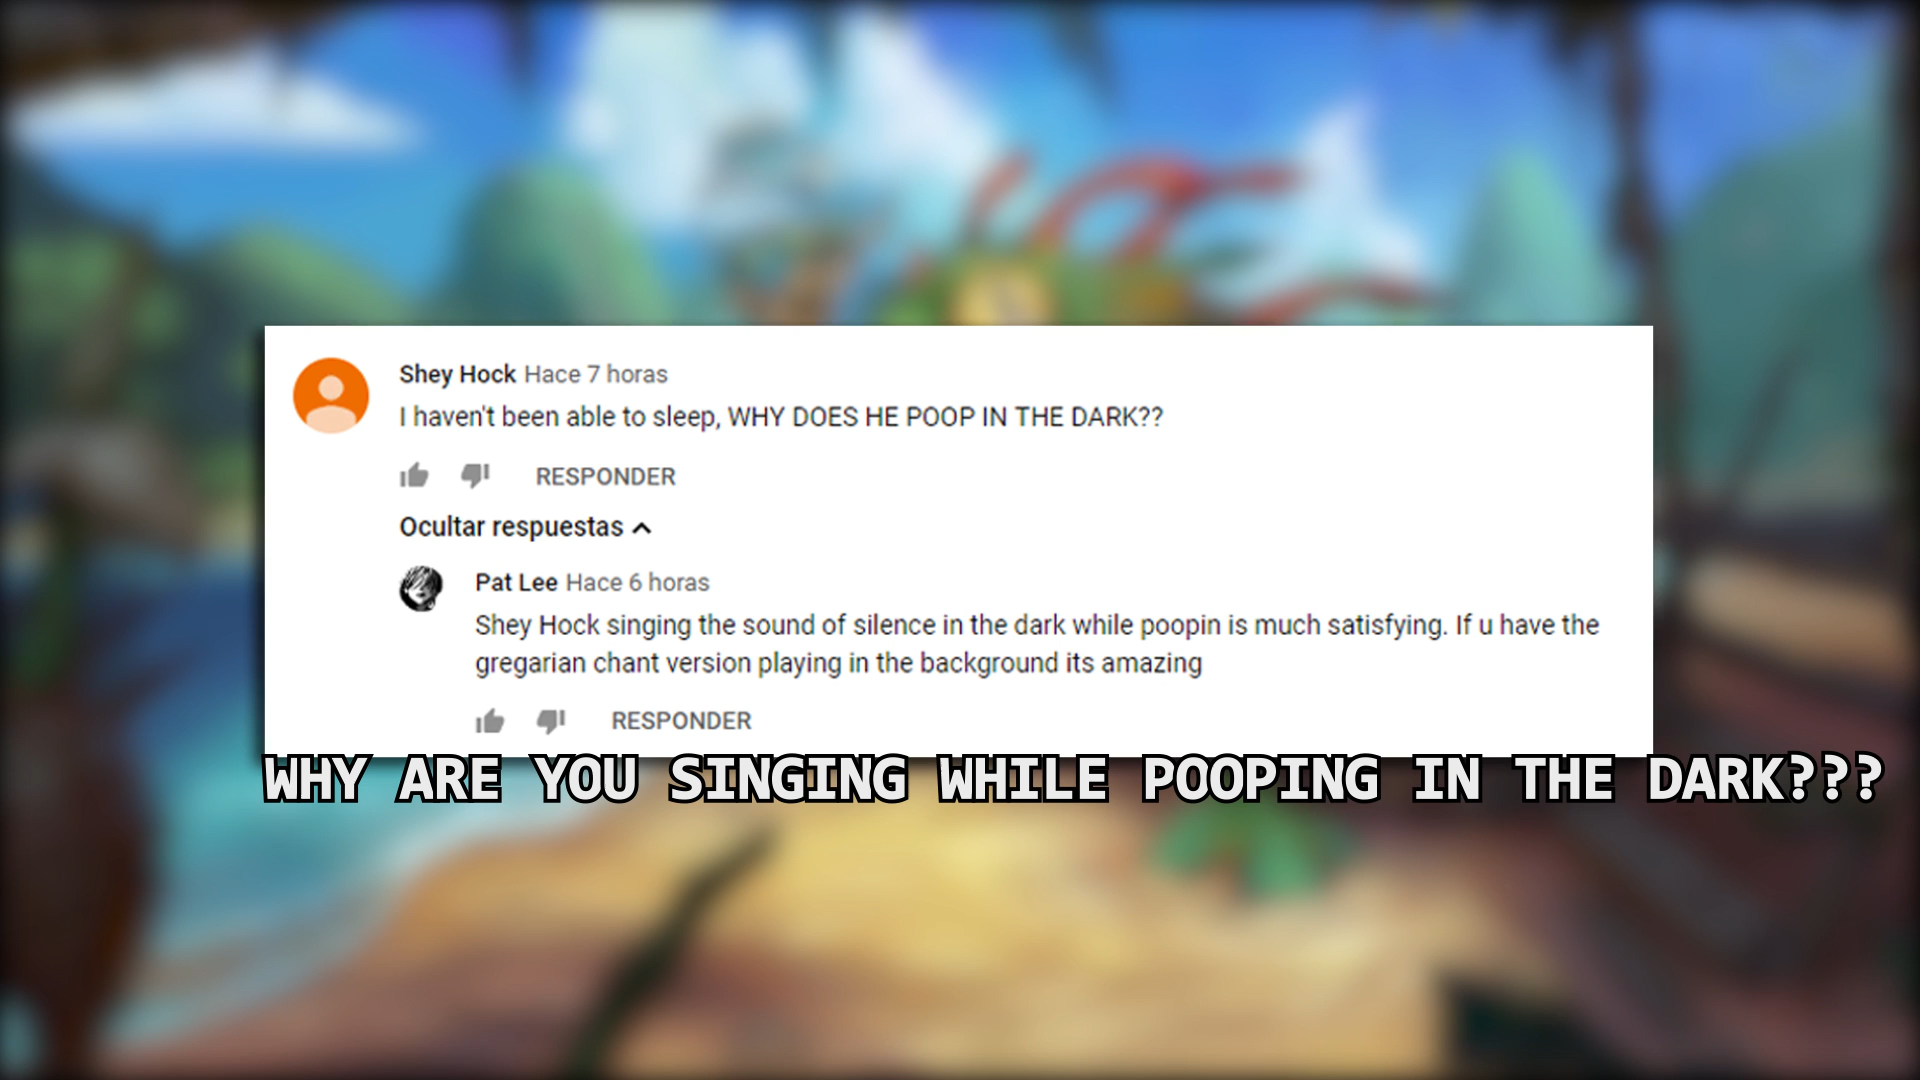 Shey Hock Hace 7 horas
I haven't been able to sleep, WHY DOES HE POOP IN THE DARK??
RESPONDER
Ocultar respuestas
Pat Lee Hace 6 horas
Shey Hock singing the sound of silence in the dark while poopin is much satisfying. If u have the
gregarian chant version playing in the background its amazing
RESPONDER
WHY ARE YOU SINGING WHILE POOPING IN THE DARK???